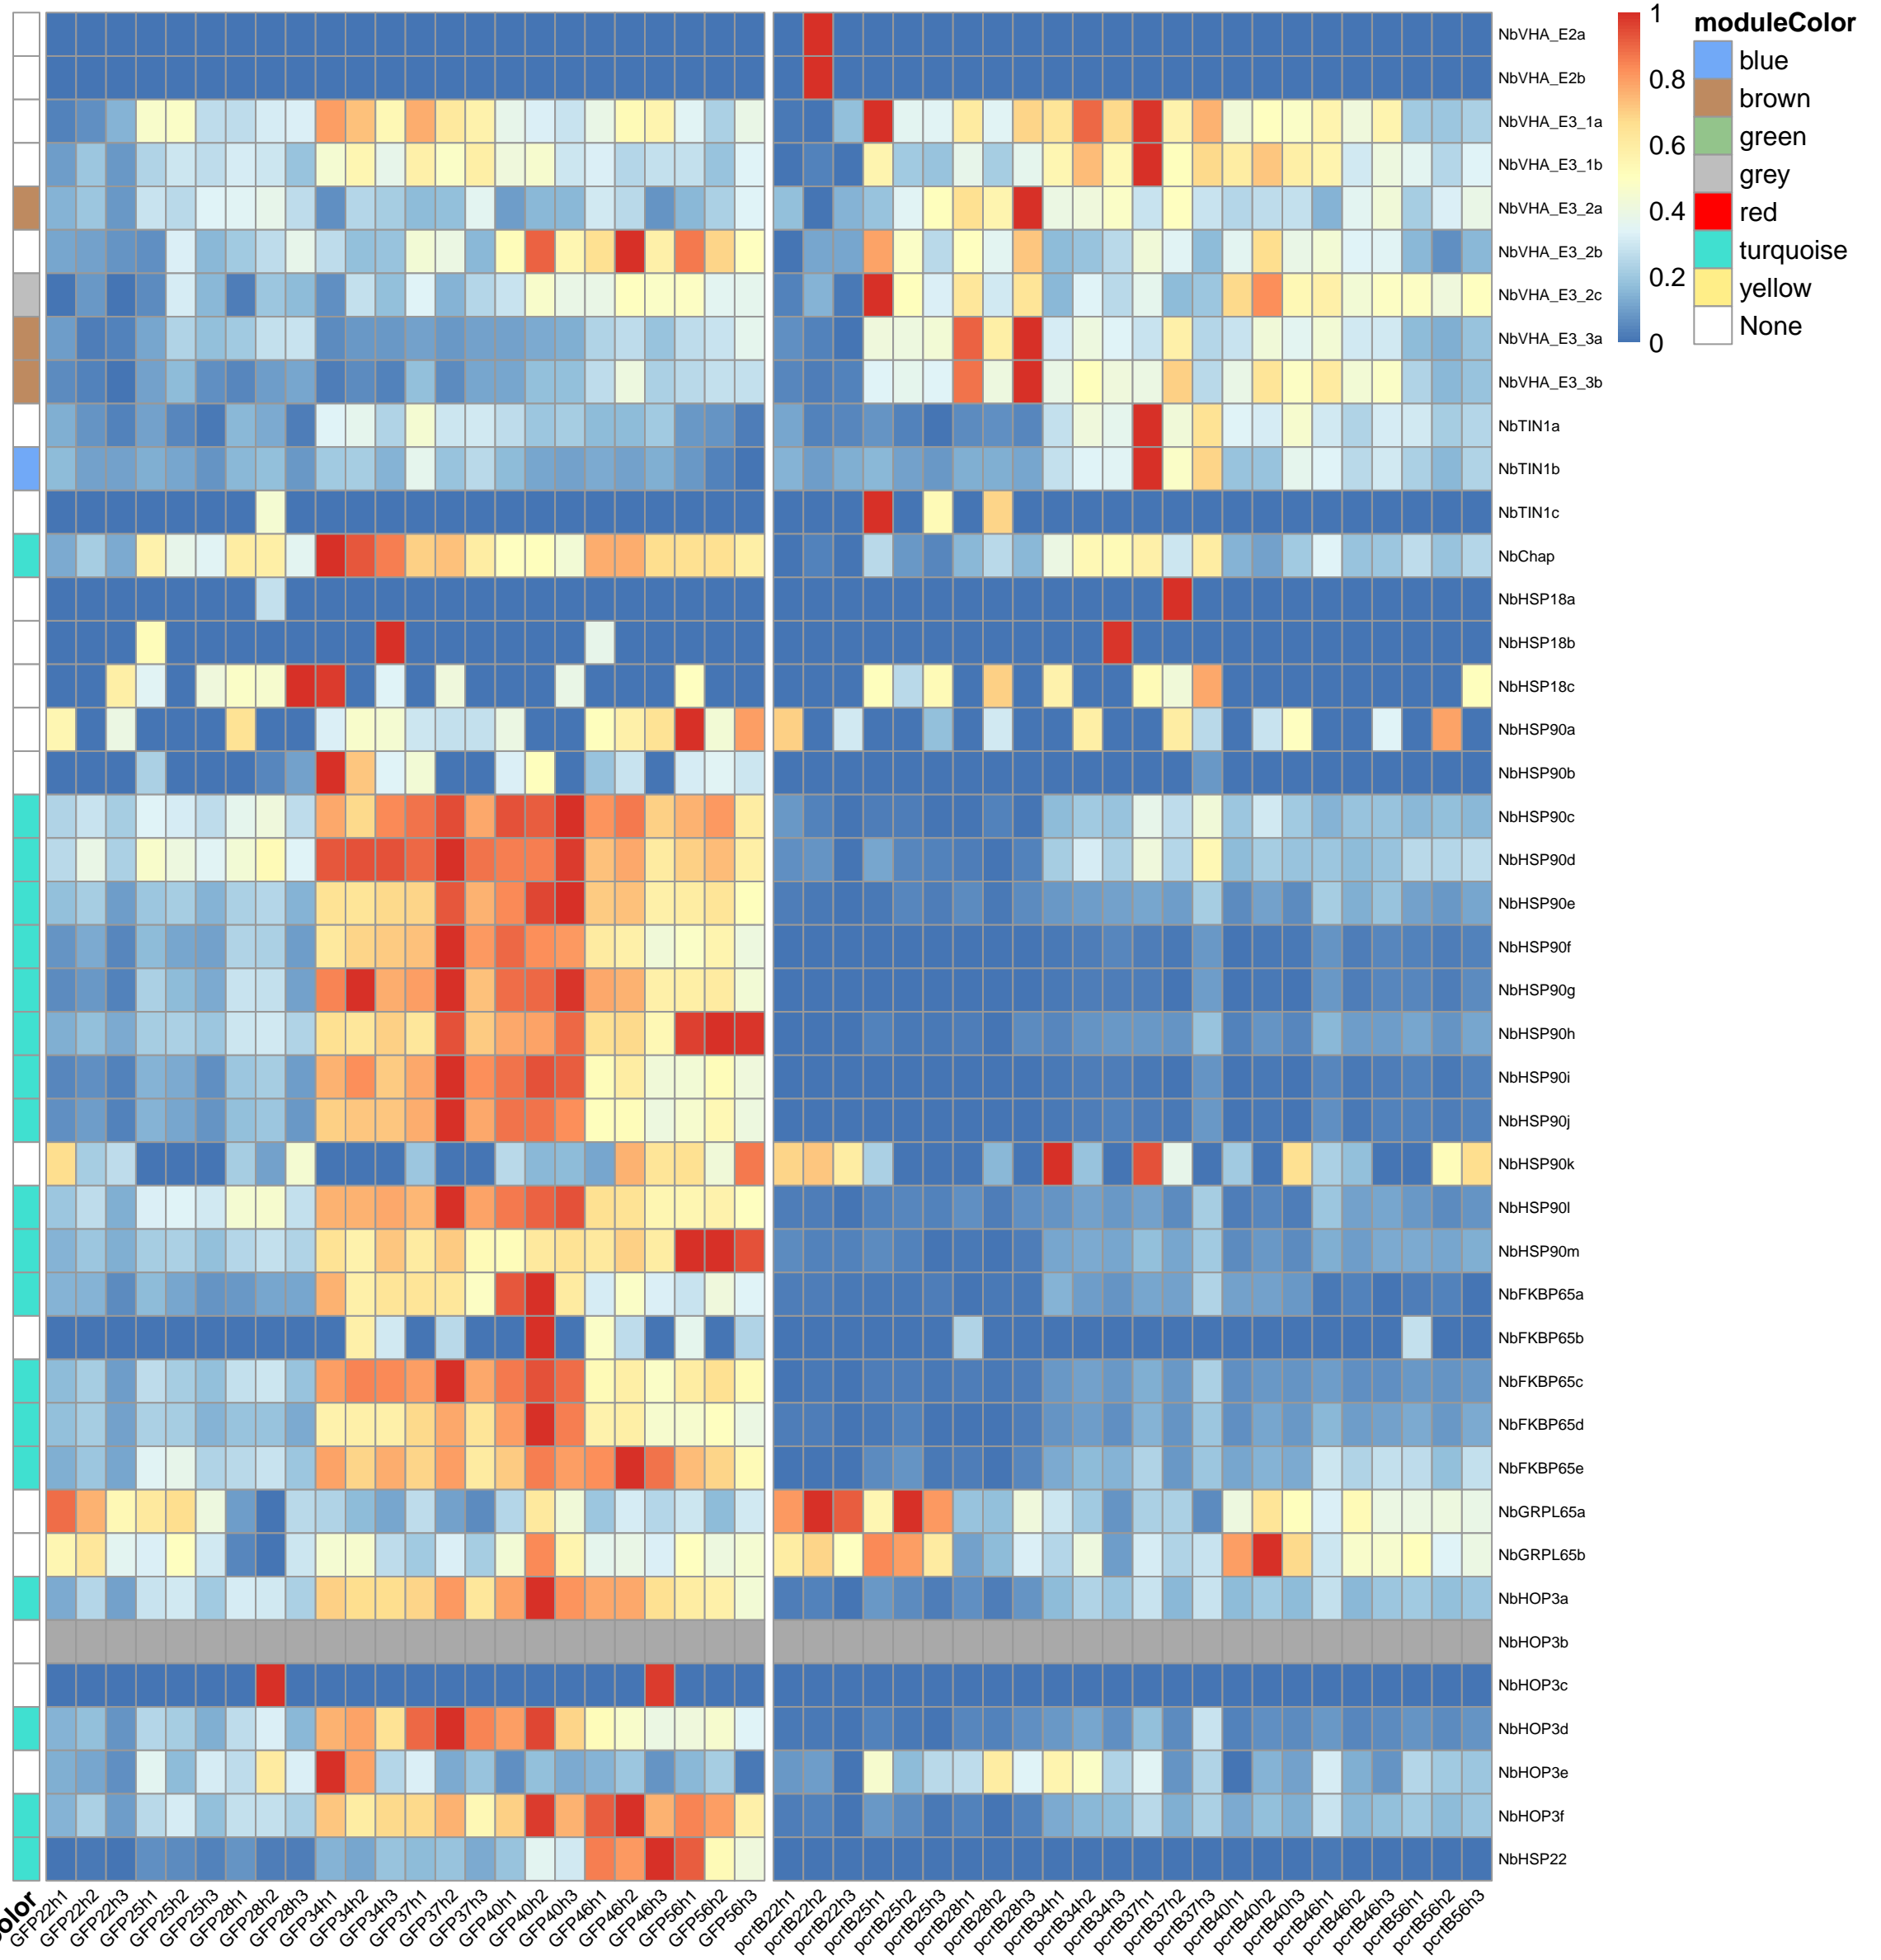 NbVHA_E2a
NbVHA_E2b
NbVHA_E3_1a
NbVHA_E3_1b
NbVHA_E3_2a
NbVHA_E3_2b
NbVHA_E3_2c
NbVHA_E3_3a
NbVHA_E3_3b
NbTIN1a
NbTIN1b
NbTIN1c
NbChap
NbHSP18a
NbHSP18b
NbHSP18c
NbHSP90a
NbHSP90b
NbHSP90c
NbHSP90d
NbHSP90e
NbHSP90f
NbHSP90g
NbHSP90h
NbHSP90i
NbHSP90j
NbHSP90k
NbHSP90l
NbHSP90m
NbFKBP65a
NbFKBP65b
NbFKBP65c
NbFKBP65d
NbFKBP65e
NbGRPL65a
NbGRPL65b
NbHOP3a
NbHOP3b
NbHOP3c
NbHOP3d
NbHOP3e
NbHOP3f
NbHSP22
1
0.8
0.6
0.4
0.2
0
moduleColor
blue
brown
green
grey
red
turquoise
yellow
None
olor
GFP22h1
GFP22h2
GFP22h3
GFP25h1
GFP25h2
GFP25h3
GFP28h1
GFP28h2
GFP28h3
GFP34h1
GFP34h2
GFP34h3
GFP37h1
GFP37h2
GFP37h3
GFP40h1
GFP40h2
GFP40h3
GFP46h1
GFP46h2
GFP46h3
GFP56h1
GFP56h2
GFP56h3
pcrtB22h1
pcrtB22h2
pcrtB22h3
pcrtB25h1
pcrtB25h2
pcrtB25h3
pcrtB28h1
pcrtB28h2
pcrtB28h3
pcrtB34h1
pcrtB34h2
pcrtB34h3
pcrtB37h1
pcrtB37h2
pcrtB37h3
pcrtB40h1
pcrtB40h2
pcrtB40h3
pcrtB46h1
pcrtB46h2
pcrtB46h3
pcrtB56h1
pcrtB56h2
pcrtB56h3